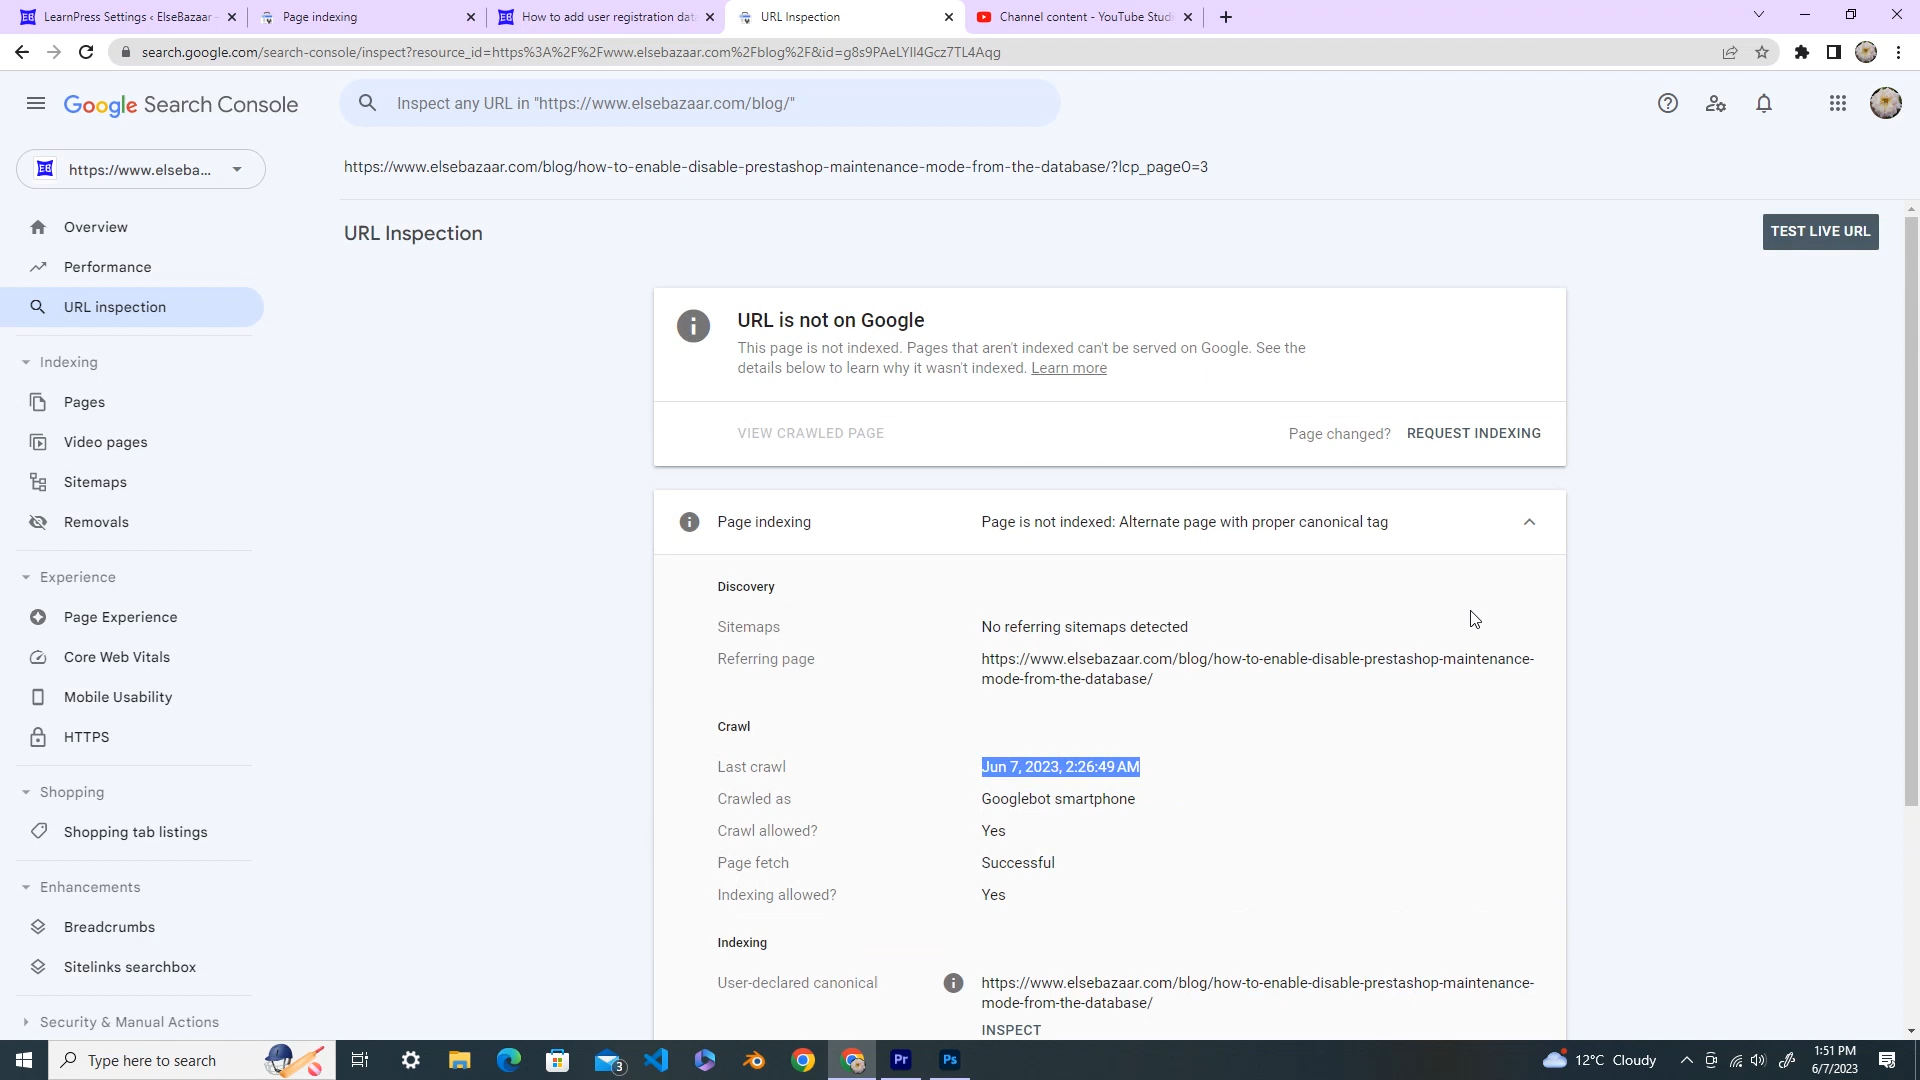 LearnPress Settings ‹ ElseBazaar
Page indexing
How to add user registration dat
URL Inspection
Channel content - YouTube Studi
search.google.com/search-console/inspect?resource_id=https%3A%2F%2Fwww.elsebazaar.com%2Fblog%2F&id=g8s9PAeLYIl4Gcz7TL4Aqg
Google Search Console
Inspect any URL in "https://www.elsebazaar.com/blog/"
EB https://www.elseba...
https://www.elsebazaar.com/blog/how-to-enable-disable-prestashop-maintenance-mode-from-the-database/?lcp_page0=3
Overview
Performance
URL inspection
Indexing
Pages
Video pages
Sitemaps
Removals
Experience
Page Experience
Core Web Vitals
Mobile Usability
HTTPS
Shopping
Shopping tab listings
Enhancements
Breadcrumbs
Sitelinks searchbox
Security & Manual Actions
URL Inspection
TEST LIVE URL
URL is not on Google
This page is not indexed. Pages that aren't indexed can't be served on Google. See the
details below to learn why it wasn't indexed. Learn more
VIEW CRAWLED PAGE
Page changed? REQUEST INDEXING
Page indexing
Page is not indexed: Alternate page with proper canonical tag
Discovery
Sitemaps
No referring sitemaps detected
Referring page
https://www.elsebazaar.com/blog/how-to-enable-disable-prestashop-maintenance-
mode-from-the-database/
Crawl
Last crawl
Jun 7, 2023, 2:26:49 AM
Crawled as
Googlebot smartphone
Crawl allowed?
Yes
Page fetch
Successful
Indexing allowed?
Yes
Indexing
User-declared canonical
https://www.elsebazaar.com/blog/how-to-enable-disable-prestashop-maintenance-
mode-from-the-database/
INSPECT
Type here to search
3
Pr
Ps
12°C Cloudy
1:51 PM
6/7/2023